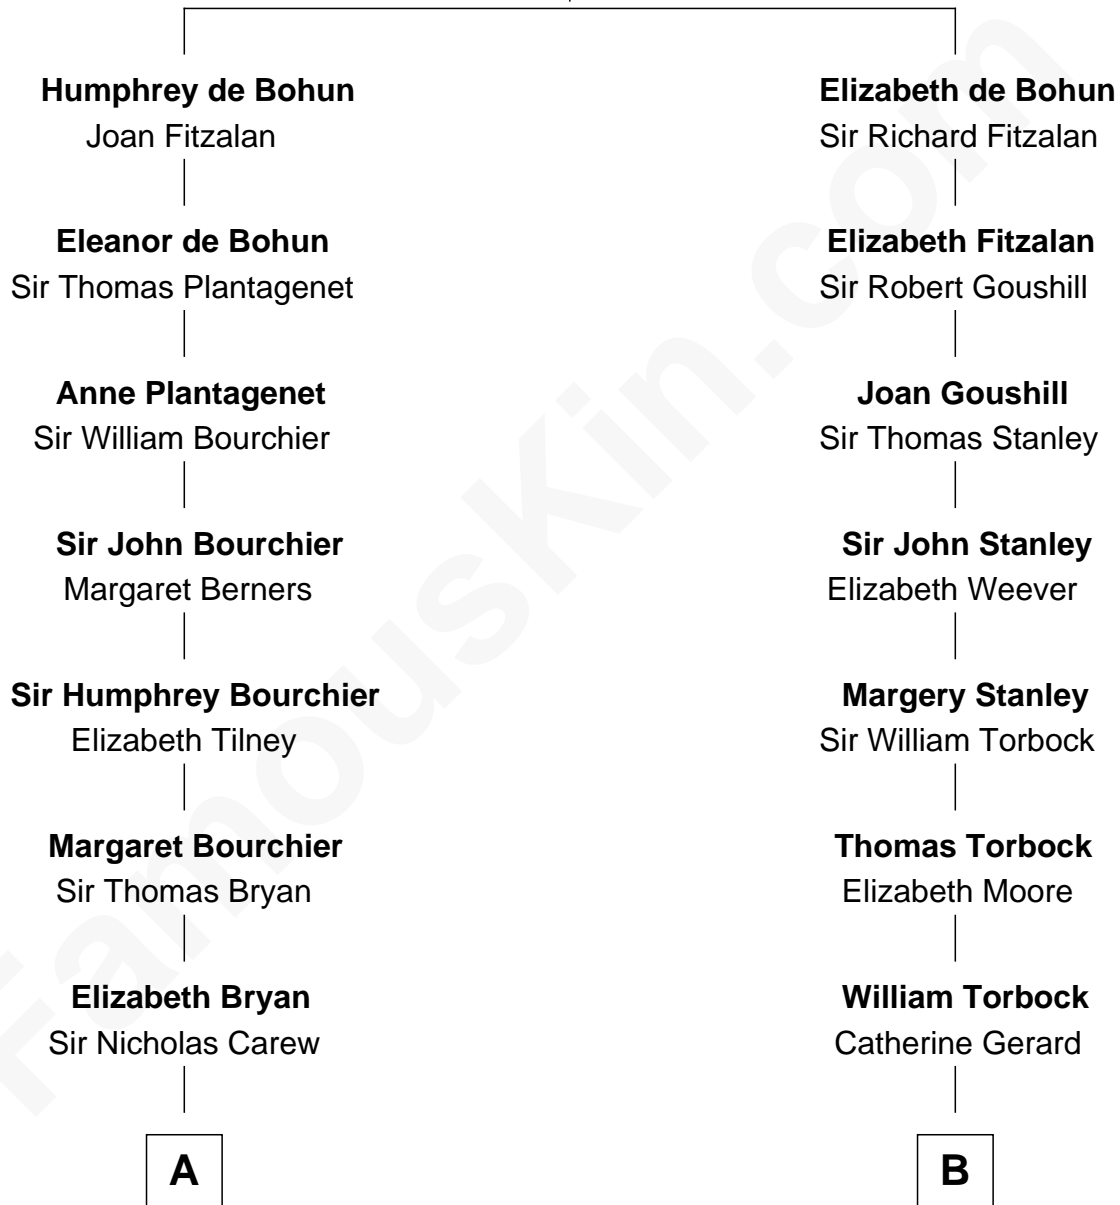 Humphrey de Bohun
Joan Fitzalan
Eleanor de Bohun
Sir Thomas Plantagenet
Anne Plantagenet
Sir William Bourchier
Sir John Bourchier
Margaret Berners
Sir Humphrey Bourchier
Elizabeth Tilney
Margaret Bourchier
Sir Thomas Bryan
Elizabeth Bryan
Sir Nicholas Carew
A
Elizabeth de Bohun
Sir Richard Fitzalan
Elizabeth Fitzalan
Sir Robert Goushill
Joan Goushill
Sir Thomas Stanley
Sir John Stanley
Elizabeth Weever
Margery Stanley
Sir William Torbock
Thomas Torbock
Elizabeth Moore
William Torbock
Catherine Gerard
B
FamousKin.com